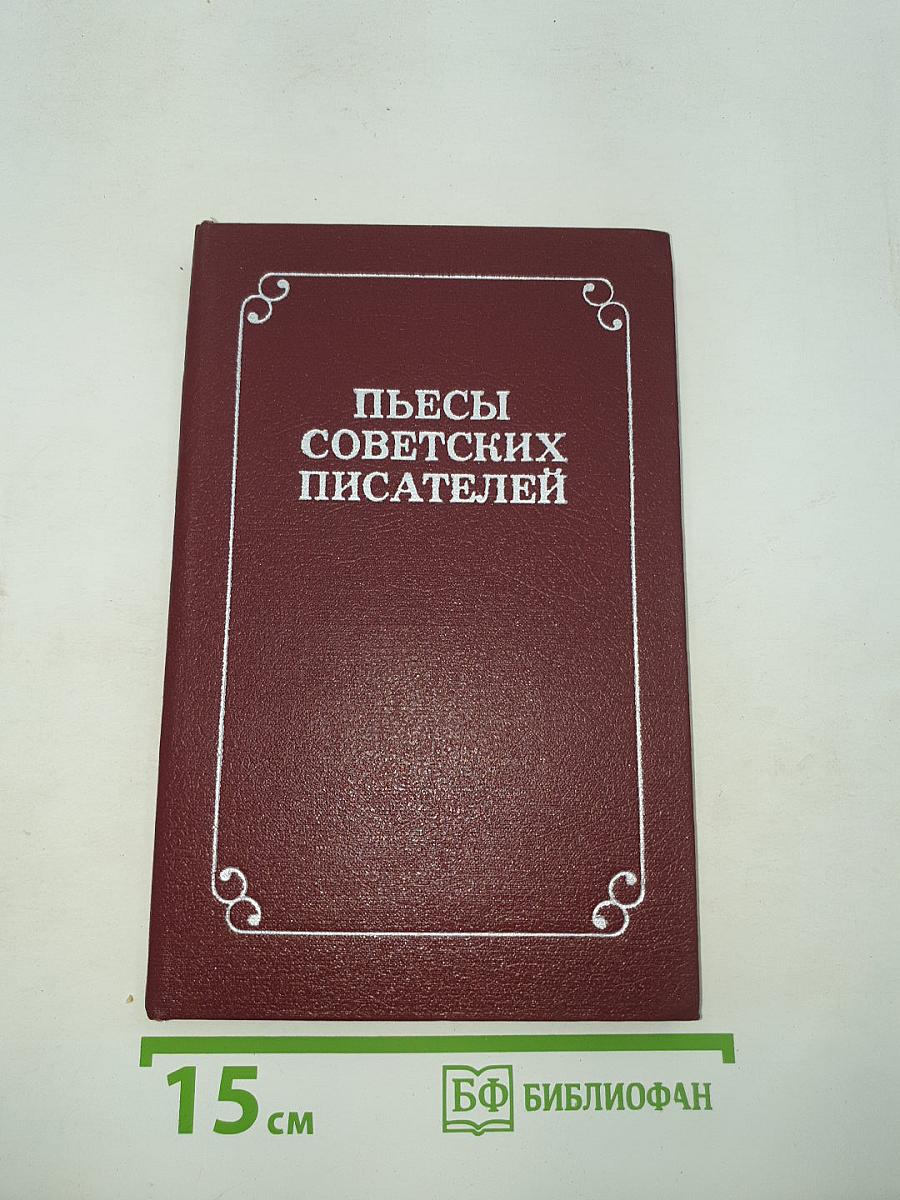 ПЬЕСЫ
СОВЕТСКИХ
ПИСАТЕЛЕЙ
15 см
БФ БИБЛИОФАН